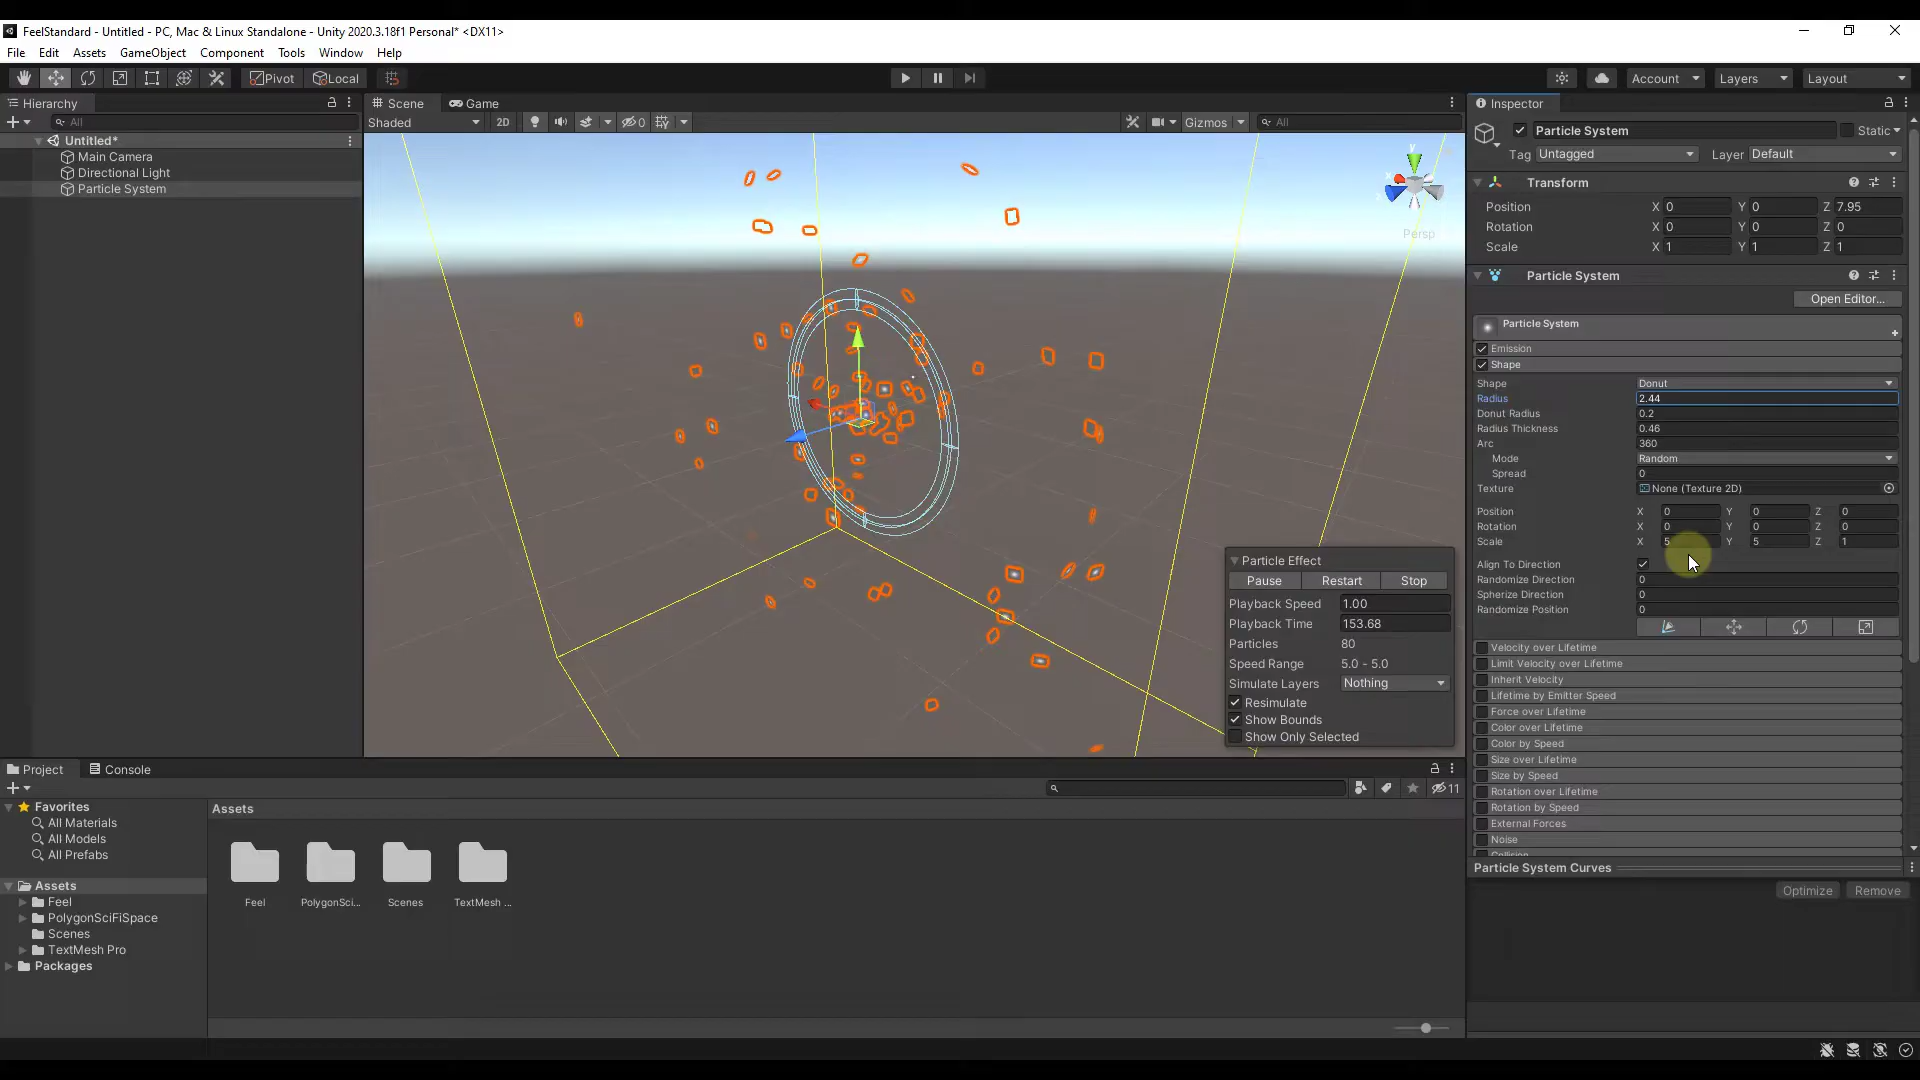 FeelStandard - Untitled - PC, Mac & Linux Standalone - Unity 2020.3.18f1 Personal* <DX11>
File Edit Assets GameObject Component Tools Window Help
Pivot Local Account Layers Layout
Hierarchy
All
Untitled*
Main Camera
Directional Light
Particle System
Scene Game
Shaded 2D 0 Gizmos All
y
x
z
Persp
Particle Effect
Pause Restart Stop
Playback Speed 1.00
Playback Time 153.68
Particles 80
Speed Range 5.0 - 5.0
Simulate Layers Nothing
Resimulate
Show Bounds
Show Only Selected
Inspector
Particle System Static
Tag Untagged Layer Default
Transform
Position X 0 Y 0 Z 7.95
Rotation X 0 Y 0 Z 0
Scale X 1 Y 1 Z 1
Particle System
Open Editor...
Particle System
Emission
Shape
Shape Donut
Radius 2.44
Donut Radius 0.2
Radius Thickness 0.46
Arc 360
Mode Random
Spread 0
Texture None (Texture 2D)
Position X 0 Y 0 Z 0
Rotation X 0 Y 0 Z 0
Scale X 5 Y 5 Z 1
Align To Direction
Randomize Direction 0
Spherize Direction 0
Randomize Position 0
Velocity over Lifetime
Limit Velocity over Lifetime
Inherit Velocity
Lifetime by Emitter Speed
Force over Lifetime
Color over Lifetime
Color by Speed
Size over Lifetime
Size by Speed
Rotation over Lifetime
Rotation by Speed
External Forces
Noise
Collision
Particle System Curves
Optimize Remove
Project Console
11
Favorites
All Materials
All Models
All Prefabs
Assets
Feel
PolygonSciFiSpace
Scenes
TextMesh Pro
Packages
Assets
Feel PolygonSci... Scenes TextMesh ...